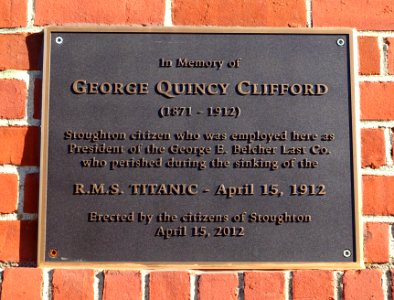 In Memory of
GEORGE QUINCY CLIFFORD
(1871 - 1912)
Stoughton citizen who was employed here as
President of the George E. Belcher Last Co.
who perished during the sinking of the
R.M.S. TITANIC - April 15, 1912
Erected by the citizens of Stoughton
April 15, 2012